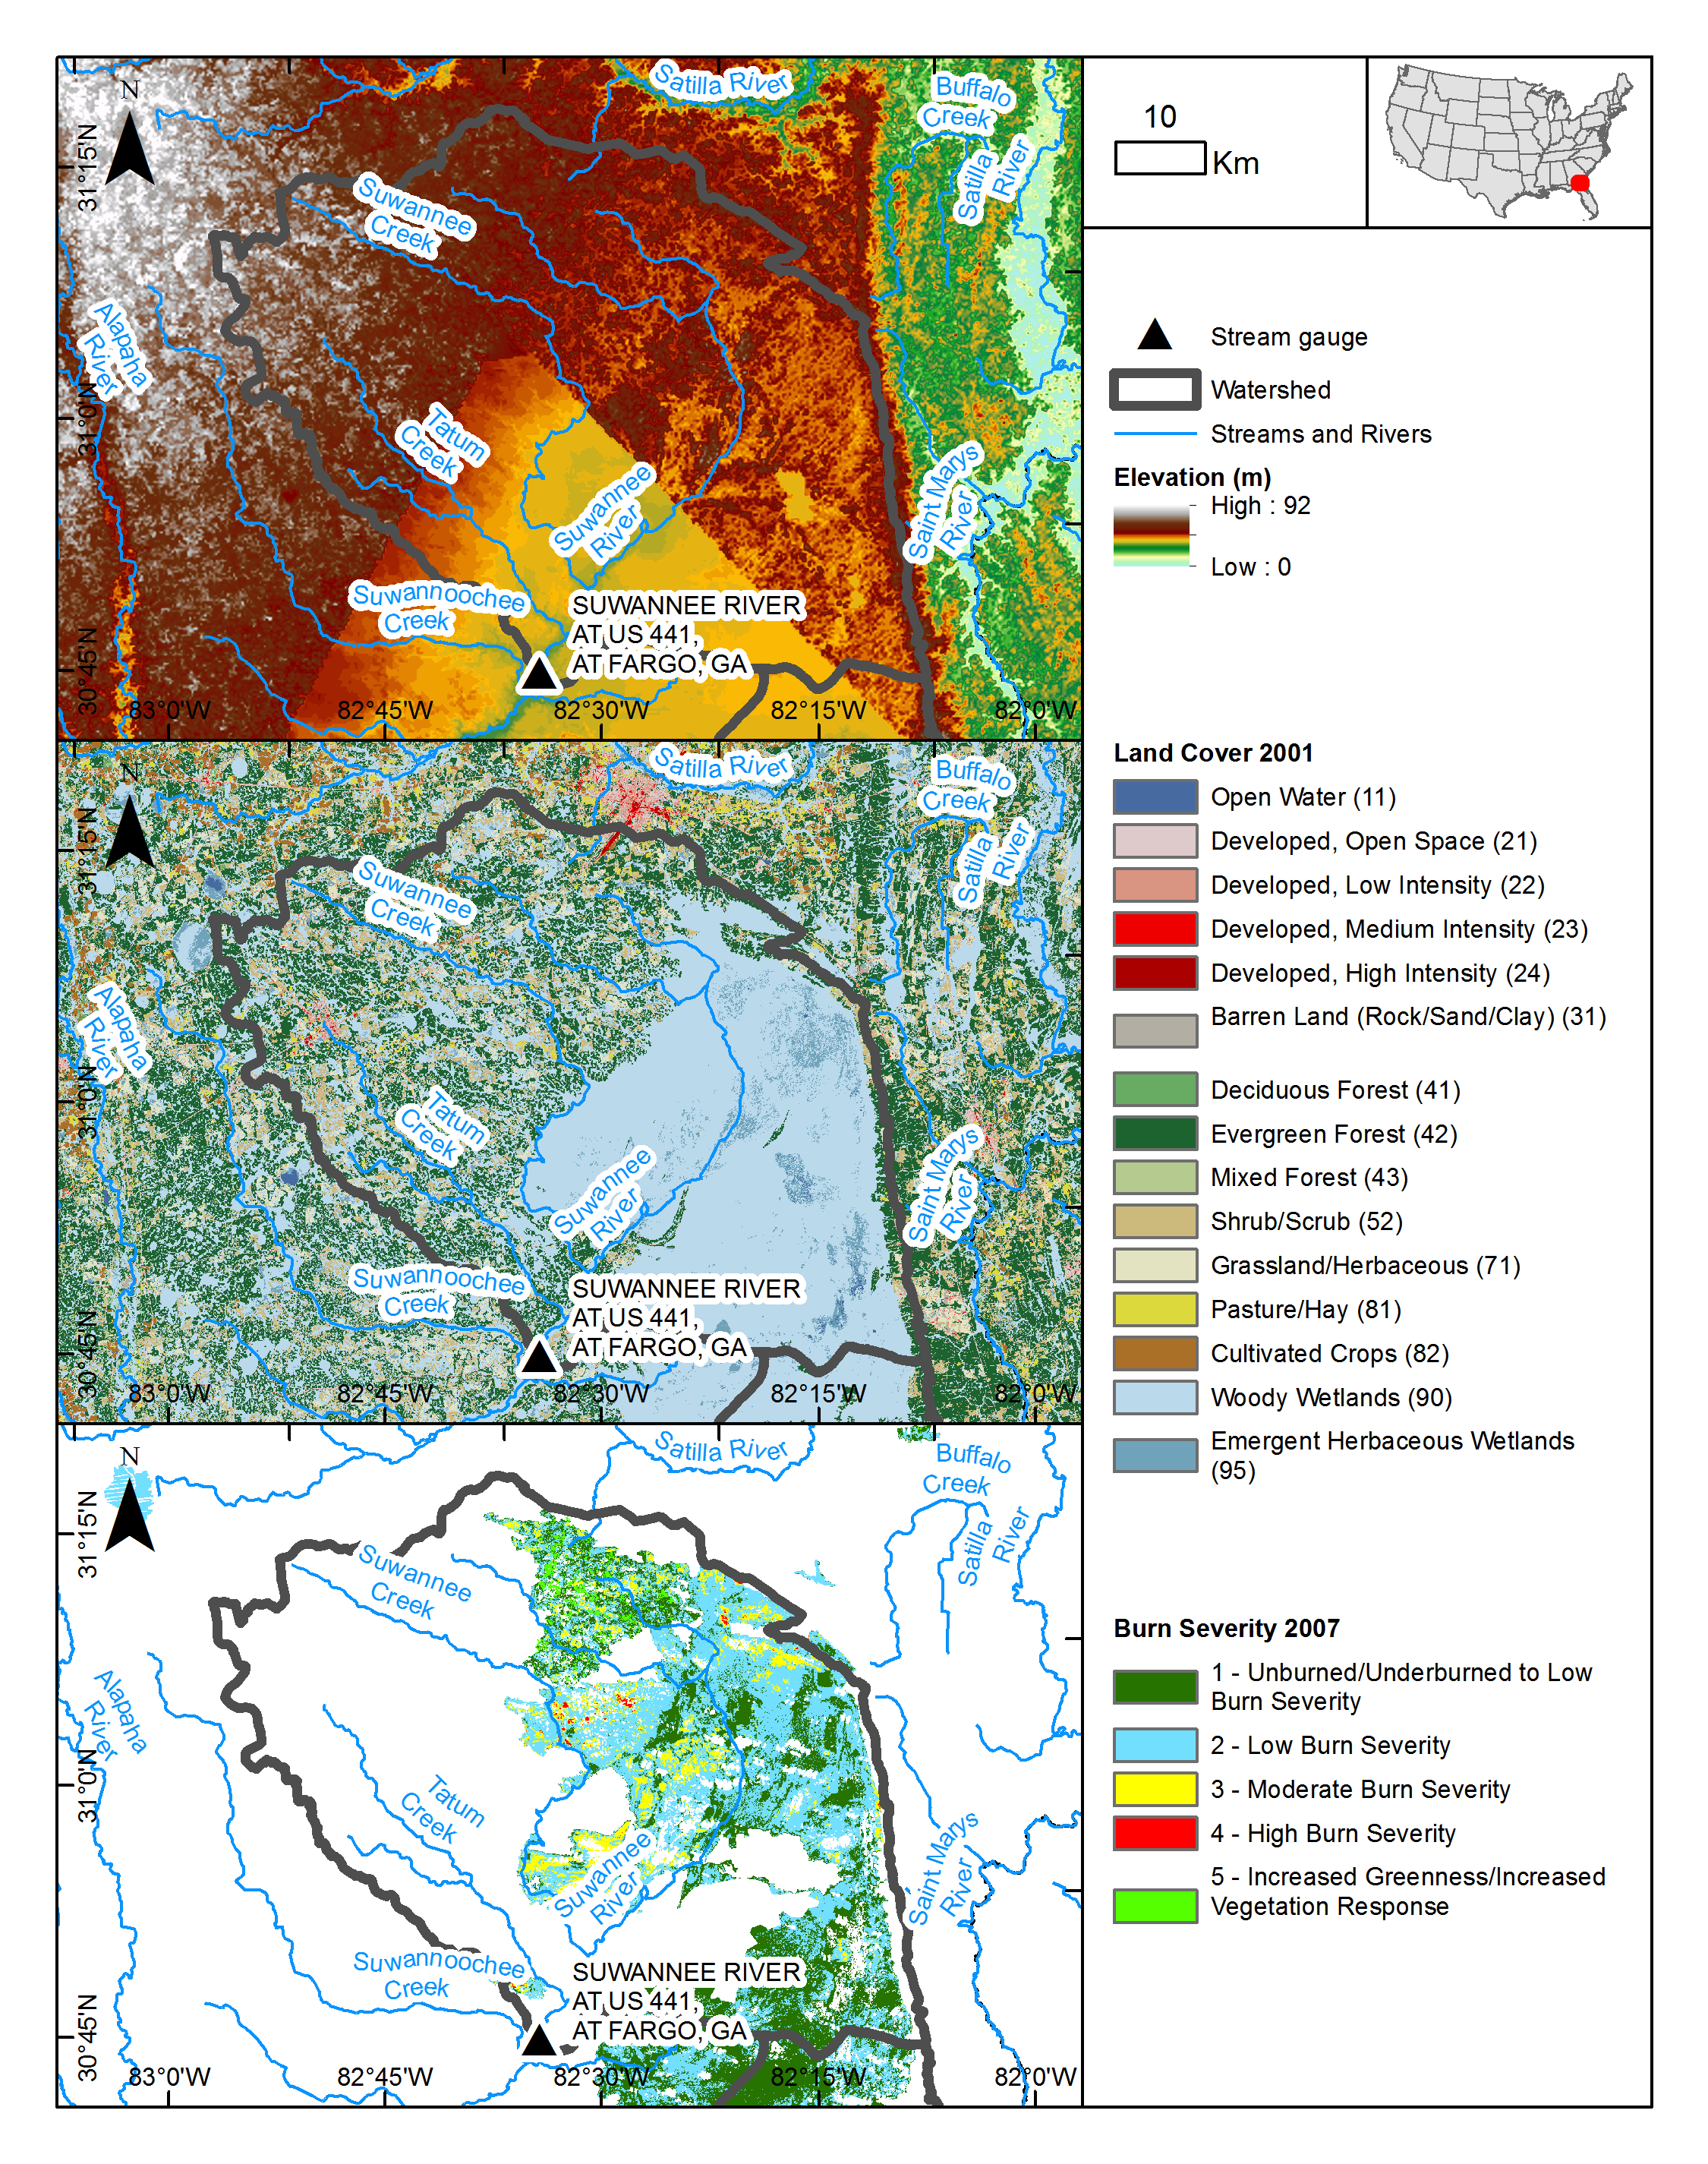 N
Satilla River
Buffalo
Creek
Satilla
River
31°15'N
Suwannee
Creek
Alapaha
River
31°0'N
Tatum
Creek
Suwannee
River
Saint Marys
River
Suwannoochee
Creek
SUWANNEE RIVER
AT US 441,
AT FARGO, GA
30°45'N
83°0'W
82°45'W
82°30'W
82°15'W
82°0'W
N
Satilla River
Buffalo
Creek
Satilla
River
31°15'N
Suwannee
Creek
Alapaha
River
31°0'N
Tatum
Creek
Suwannee
River
Saint Marys
River
Suwannoochee
Creek
SUWANNEE RIVER
AT US 441,
AT FARGO, GA
30°45'N
83°0'W
82°45'W
82°30'W
82°15'W
82°0'W
N
Satilla River
Buffalo
Creek
Satilla
River
31°15'N
Suwannee
Creek
Alapaha
River
31°0'N
Tatum
Creek
Suwannee
River
Saint Marys
River
Suwannoochee
Creek
SUWANNEE RIVER
AT US 441,
AT FARGO, GA
30°45'N
83°0'W
82°45'W
82°30'W
82°15'W
82°0'W
10
Km
Stream gauge
Watershed
Streams and Rivers
Elevation (m)
High : 92
Low : 0
Land Cover 2001
Open Water (11)
Developed, Open Space (21)
Developed, Low Intensity (22)
Developed, Medium Intensity (23)
Developed, High Intensity (24)
Barren Land (Rock/Sand/Clay) (31)
Deciduous Forest (41)
Evergreen Forest (42)
Mixed Forest (43)
Shrub/Scrub (52)
Grassland/Herbaceous (71)
Pasture/Hay (81)
Cultivated Crops (82)
Woody Wetlands (90)
Emergent Herbaceous Wetlands
(95)
Burn Severity 2007
1 - Unburned/Underburned to Low
Burn Severity
2 - Low Burn Severity
3 - Moderate Burn Severity
4 - High Burn Severity
5 - Increased Greenness/Increased
Vegetation Response